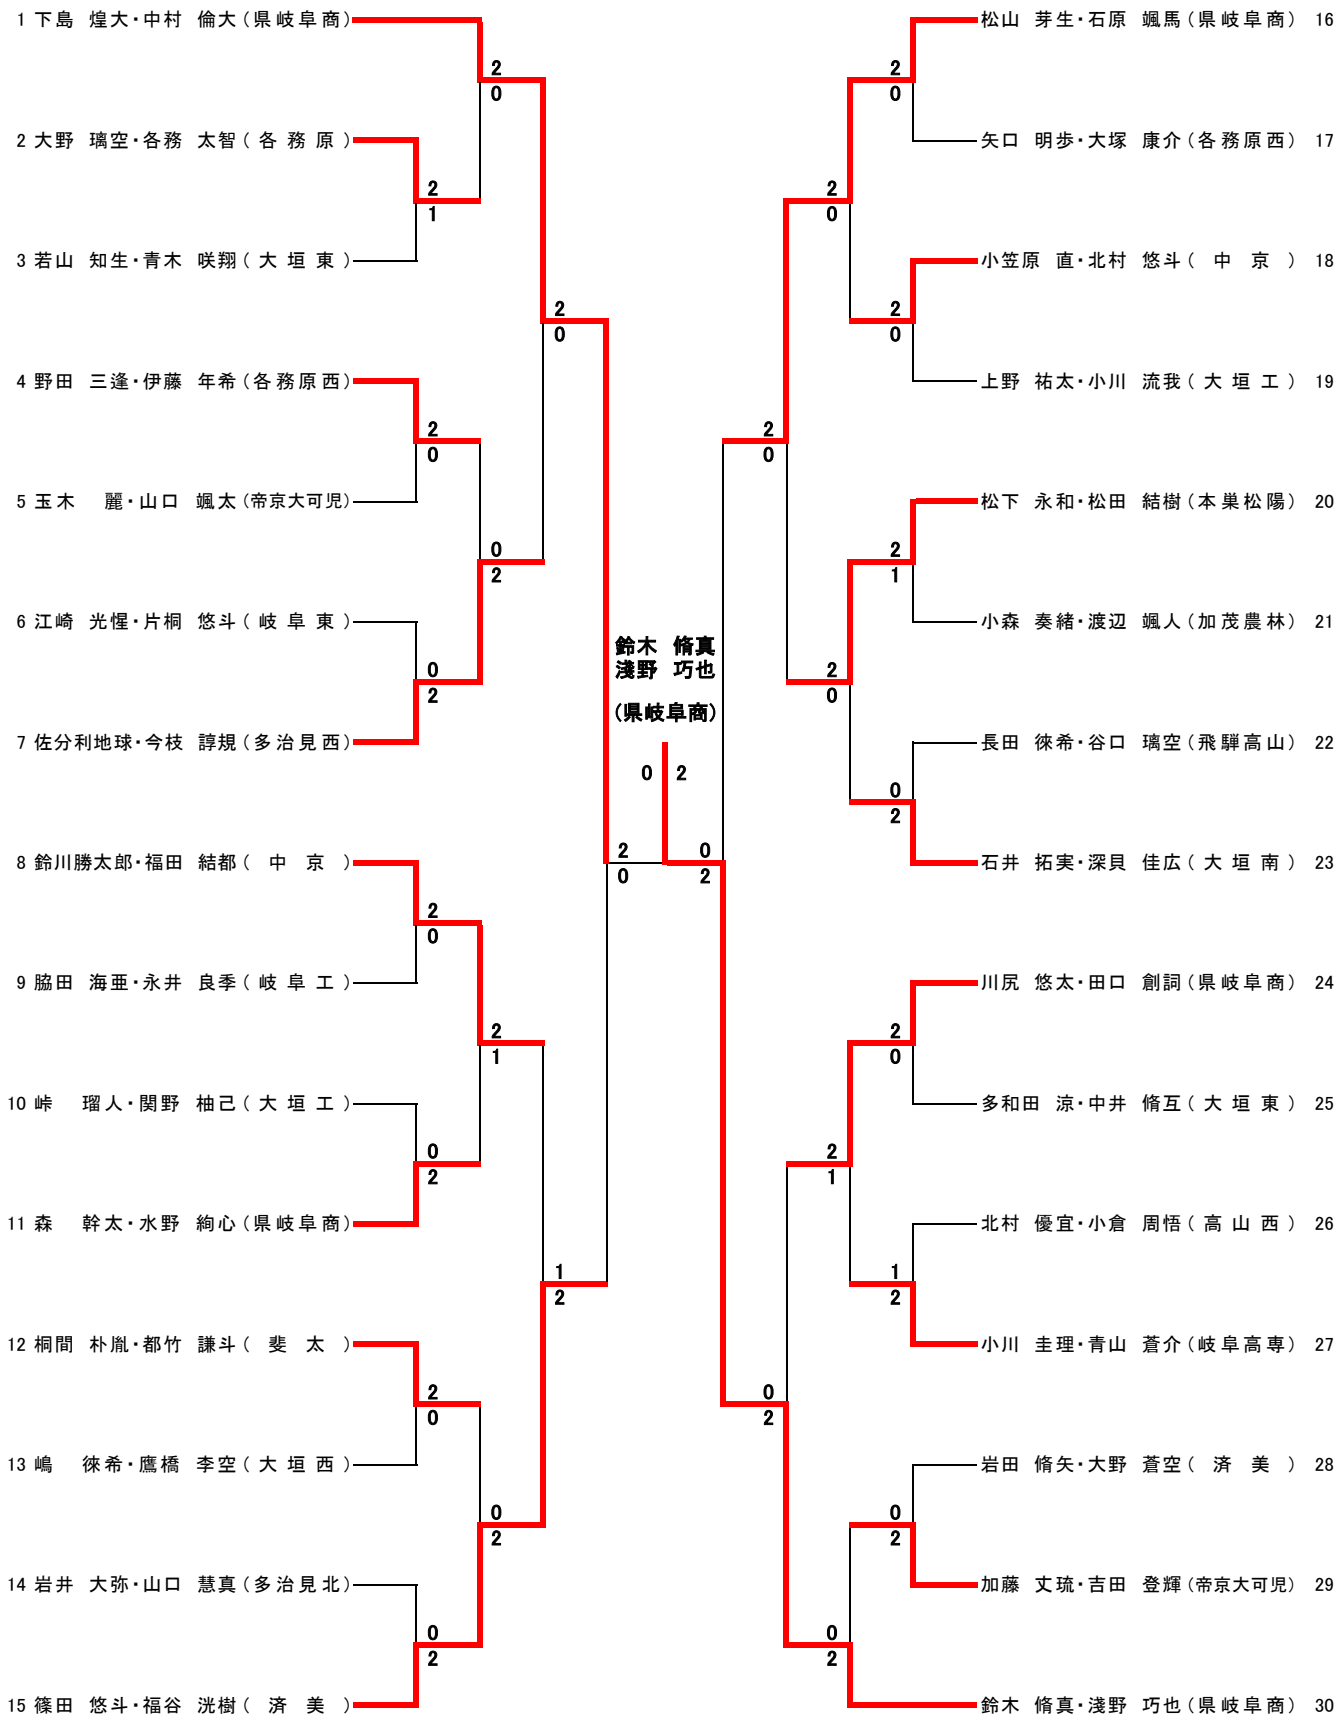 1 下島 煌大・中村 倫大(県岐阜商)
2
0
2 大野 璃空・各務 太智(各務原)
2
1
3 若山 知生・青木 咲翔(大垣東)
2
0
4 野田 三逢・伊藤 年希(各務原西)
2
0
5 玉木 麗・山口 颯太(帝京大可児)
0
2
6 江崎 光惺・片桐 悠斗(岐阜東)
0
2
7 佐分利地球・今枝 諄規(多治見西)
2
0
8 鈴川勝太郎・福田 結都(中京)
2
0
9 脇田 海亜・永井 良季(岐阜工)
2
1
10 峠 瑠人・関野 柚己(大垣工)
0
2
11 森 幹太・水野 絢心(県岐阜商)
1
2
12 桐間 朴胤・都竹 謙斗(斐太)
2
0
13 嶋 徠希・鷹橋 李空(大垣西)
0
2
14 岩井 大弥・山口 慧真(多治見北)
0
2
15 篠田 悠斗・福谷 洸樹(済美)
鈴木 脩真
淺野 巧也
(県岐阜商)
0 2
松山 芽生・石原 颯馬(県岐阜商) 16
2
0
矢口 明歩・大塚 康介(各務原西) 17
2
0
小笠原 直・北村 悠斗(中京) 18
2
0
上野 祐太・小川 流我(大垣工) 19
2
0
松下 永和・松田 結樹(本巣松陽) 20
2
1
小森 奏緒・渡辺 颯人(加茂農林) 21
2
0
長田 徠希・谷口 璃空(飛騨高山) 22
0
2
石井 拓実・深貝 佳広(大垣南) 23
0
2
川尻 悠太・田口 創詞(県岐阜商) 24
2
0
多和田 涼・中井 脩互(大垣東) 25
2
1
北村 優宜・小倉 周悟(高山西) 26
1
2
小川 圭理・青山 蒼介(岐阜高専) 27
0
2
岩田 脩矢・大野 蒼空(済美) 28
0
2
加藤 丈琉・吉田 登輝(帝京大可児) 29
0
2
鈴木 脩真・淺野 巧也(県岐阜商) 30